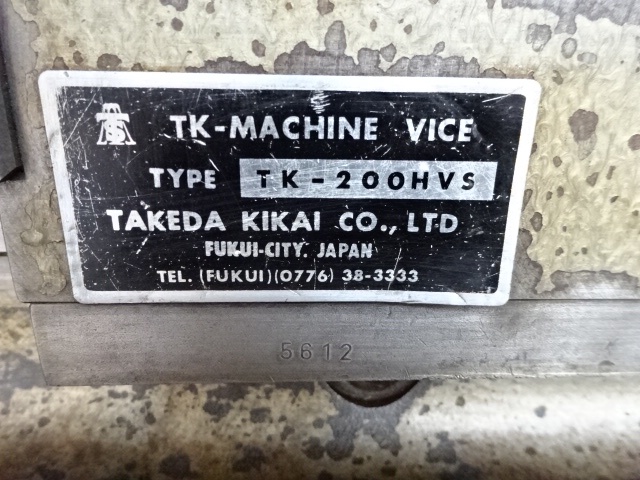 TK-MACHINE VICE
TYPE TK-200HVS
TAKEDA KIKAI CO., LTD
FUKUI-CITY. JAPAN
TEL. (FUKUI)(0776) 38-3333
5612